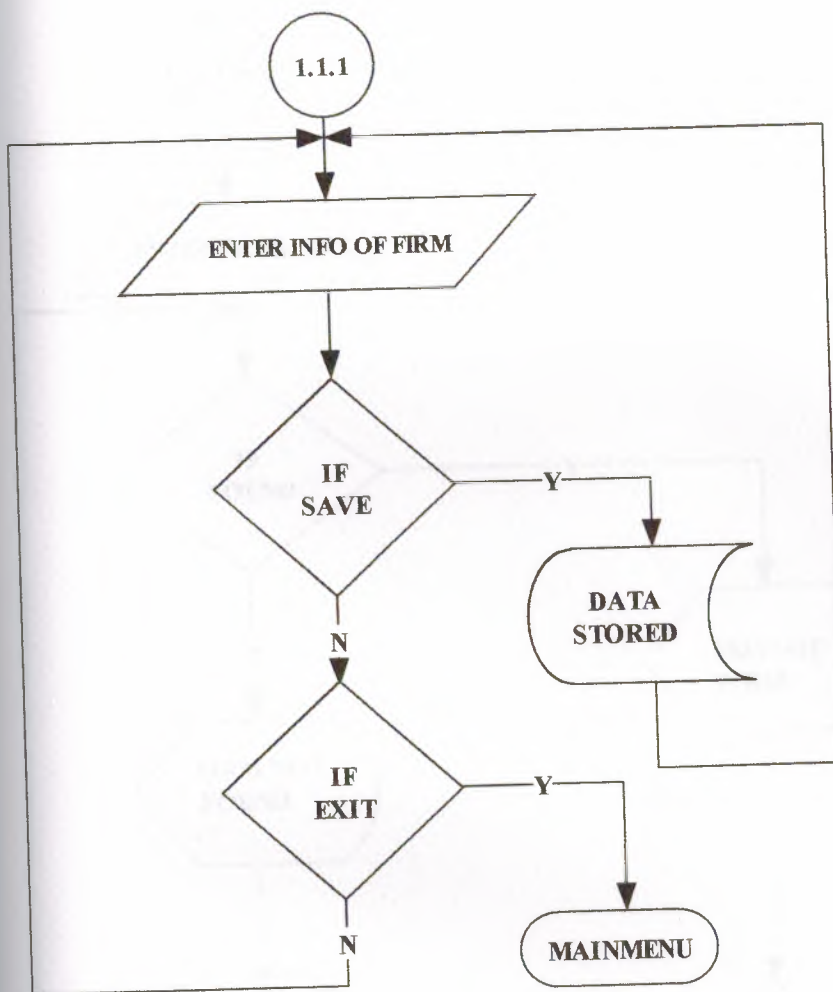 1.1.1
ENTER INFO OF FIRM
IF
SAVE
Y
DATA
STORED
N
IF
EXIT
Y
N
MAINMENU